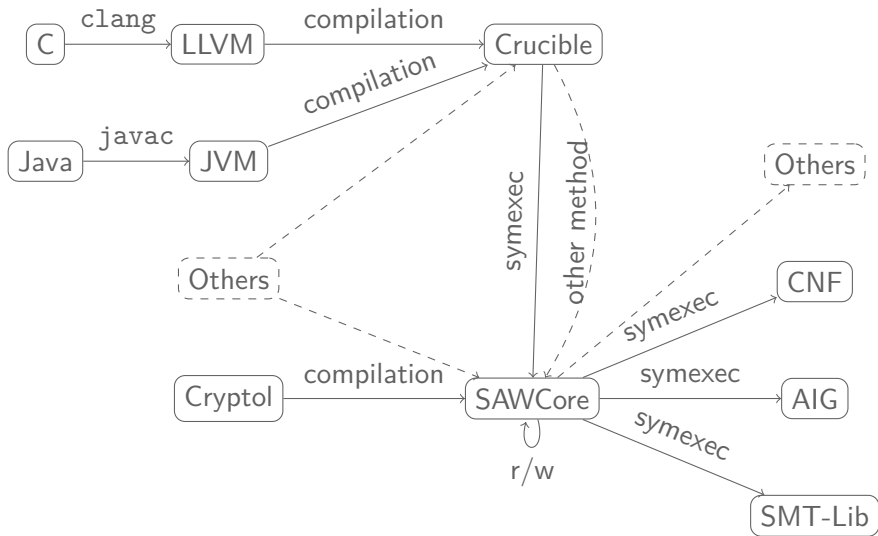 clang
compilation
C
LLVM
Crucible
compilation
javac
Java
JVM
Others
symexec
other method
Others
CNF
symexec
compilation
symexec
Cryptol
SAWCore
AIG
symexec
r/w
SMT-Lib